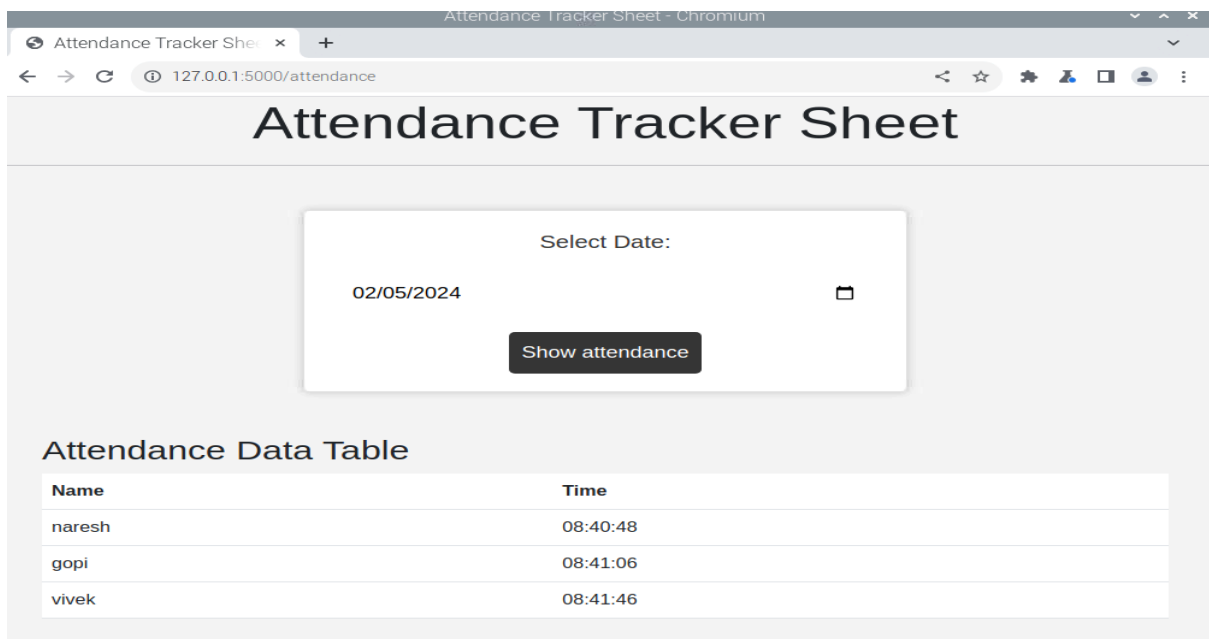 Attendance Tracker Sheet - Chromium
Attendance Tracker She
127.0.0.1:5000/attendance
Attendance Tracker Sheet
Select Date:
02/05/2024
Show attendance
Attendance Data Table
Name Time
naresh 08:40:48
gopi 08:41:06
vivek 08:41:46